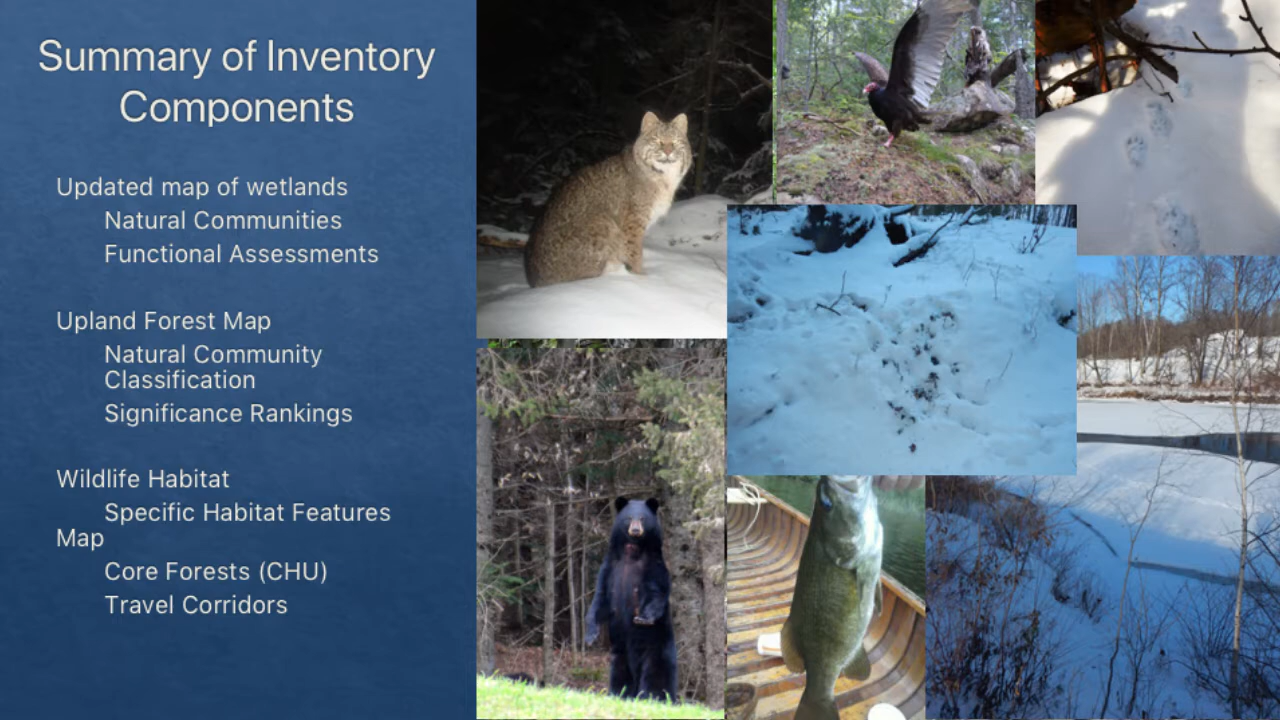 Summary of Inventory
Components
Updated map of wetlands
Natural Communities
Functional Assessments
Upland Forest Map
Natural Community
Classification
Significance Rankings
Wildlife Habitat
Specific Habitat Features
Map
Core Forests (CHU)
Travel Corridors